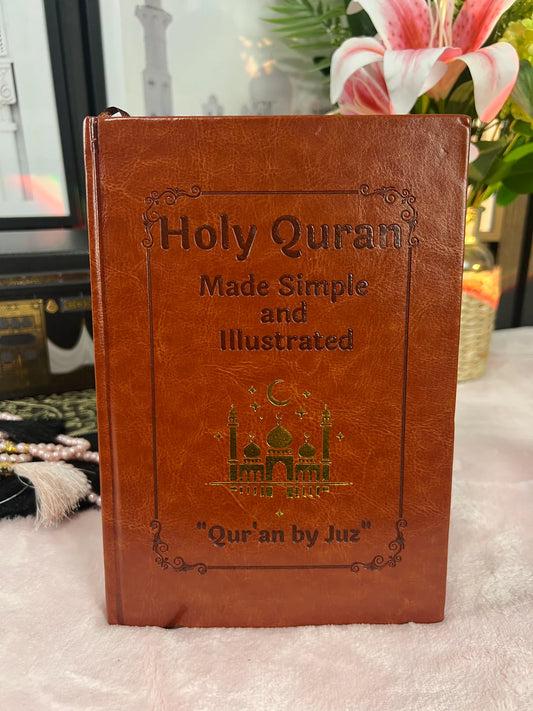 Holy Quran
Made Simple
and
Illustrated
"Qur'an by Juz"